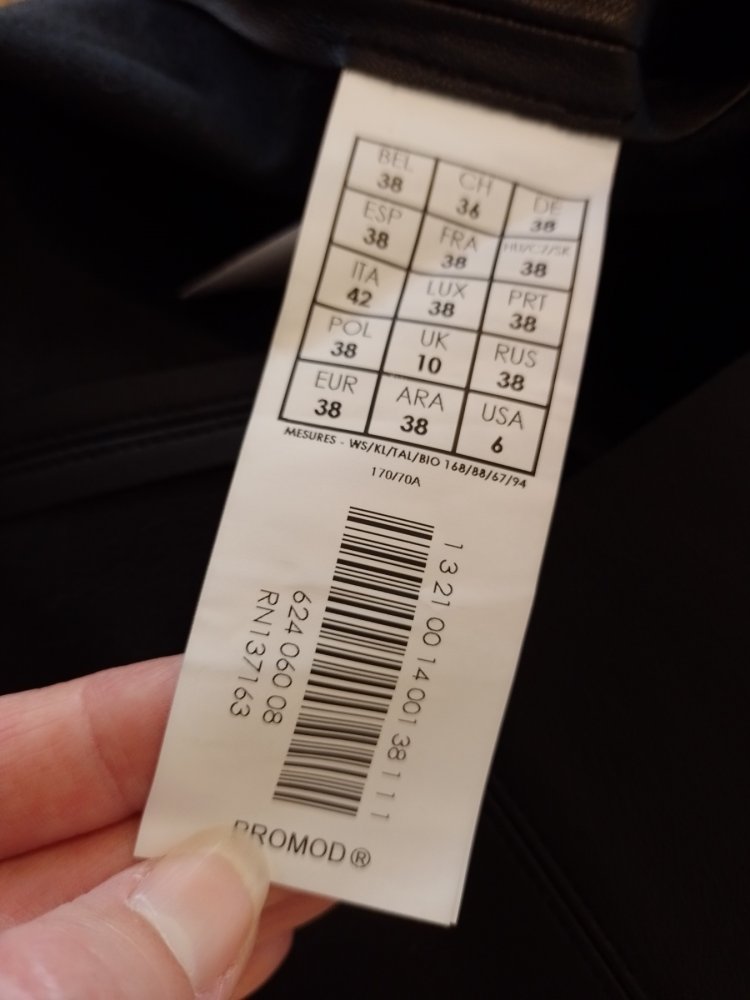 BEL CH DE
38 36 38
ESP FRA HU/CZ/SK
38 38 38
ITA LUX PRT
42 38 38
POL UK RUS
38 10 38
EUR ARA USA
38 38 6
MESURES - WS/KL/TAL/BIO 168/88/67/94
170/70A
1 3 21 00 14 001 38 1 1 1
624 060 08
RN137163
PROMOD®